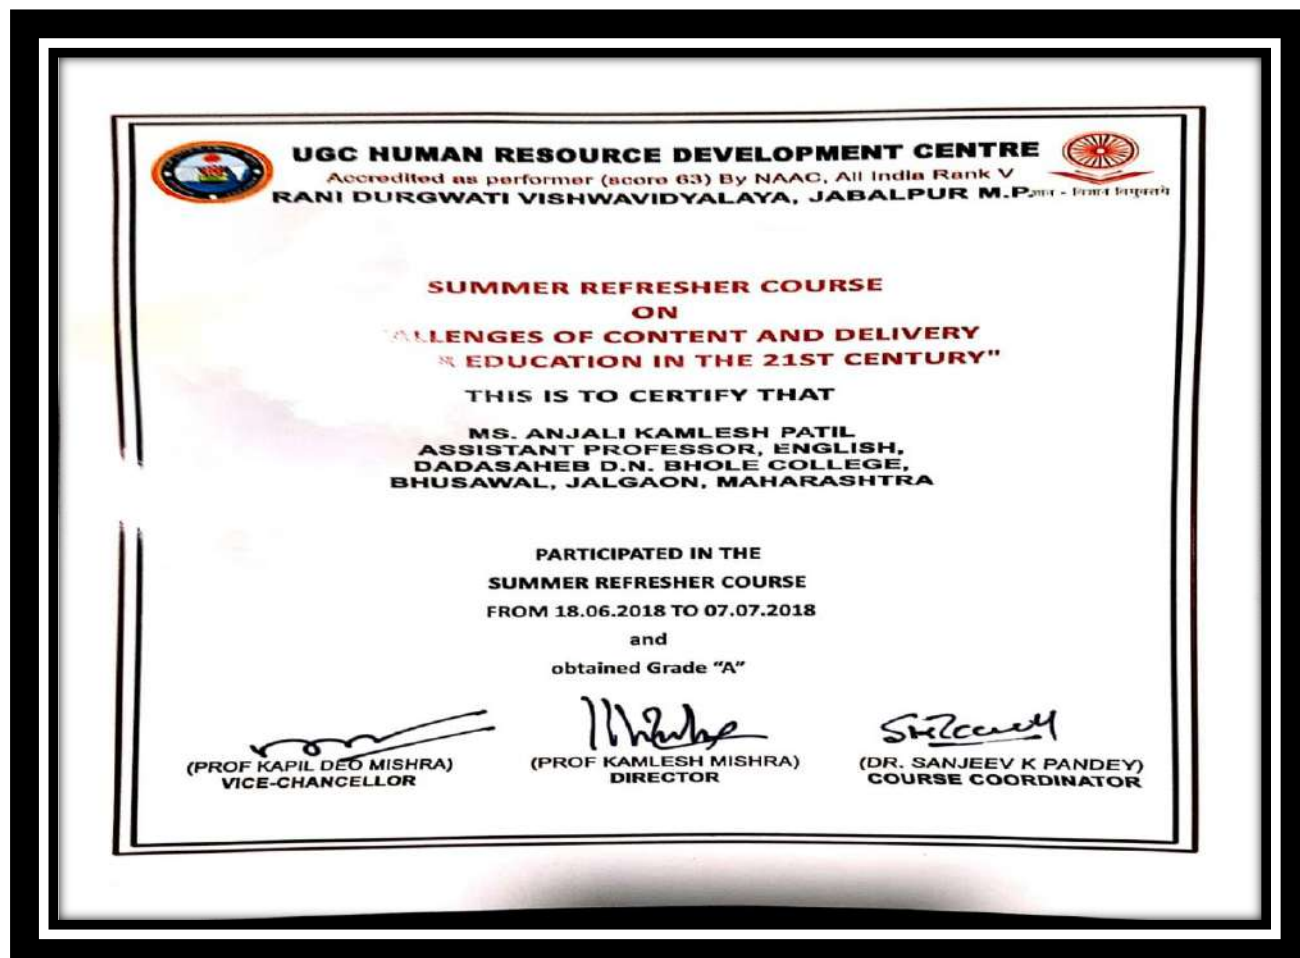 UGC HUMAN RESOURCE DEVELOPMENT CENTRE
Accredited as performer (score 63) By NAAC, All India Rank V
RANI DURGWATI VISHWAVIDYALAYA, JABALPUR M.P.
ज्ञान - विज्ञान विमुक्तये
SUMMER REFRESHER COURSE
ON
ALLENGES OF CONTENT AND DELIVERY
R EDUCATION IN THE 21ST CENTURY"
THIS IS TO CERTIFY THAT
MS. ANJALI KAMLESH PATIL
ASSISTANT PROFESSOR, ENGLISH,
DADASAHEB D.N. BHOLE COLLEGE,
BHUSAWAL, JALGAON, MAHARASHTRA
PARTICIPATED IN THE
SUMMER REFRESHER COURSE
FROM 18.06.2018 TO 07.07.2018
and
obtained Grade "A"
(PROF KAPIL DEO MISHRA)
VICE-CHANCELLOR
(PROF KAMLESH MISHRA)
DIRECTOR
(DR. SANJEEV K PANDEY)
COURSE COORDINATOR